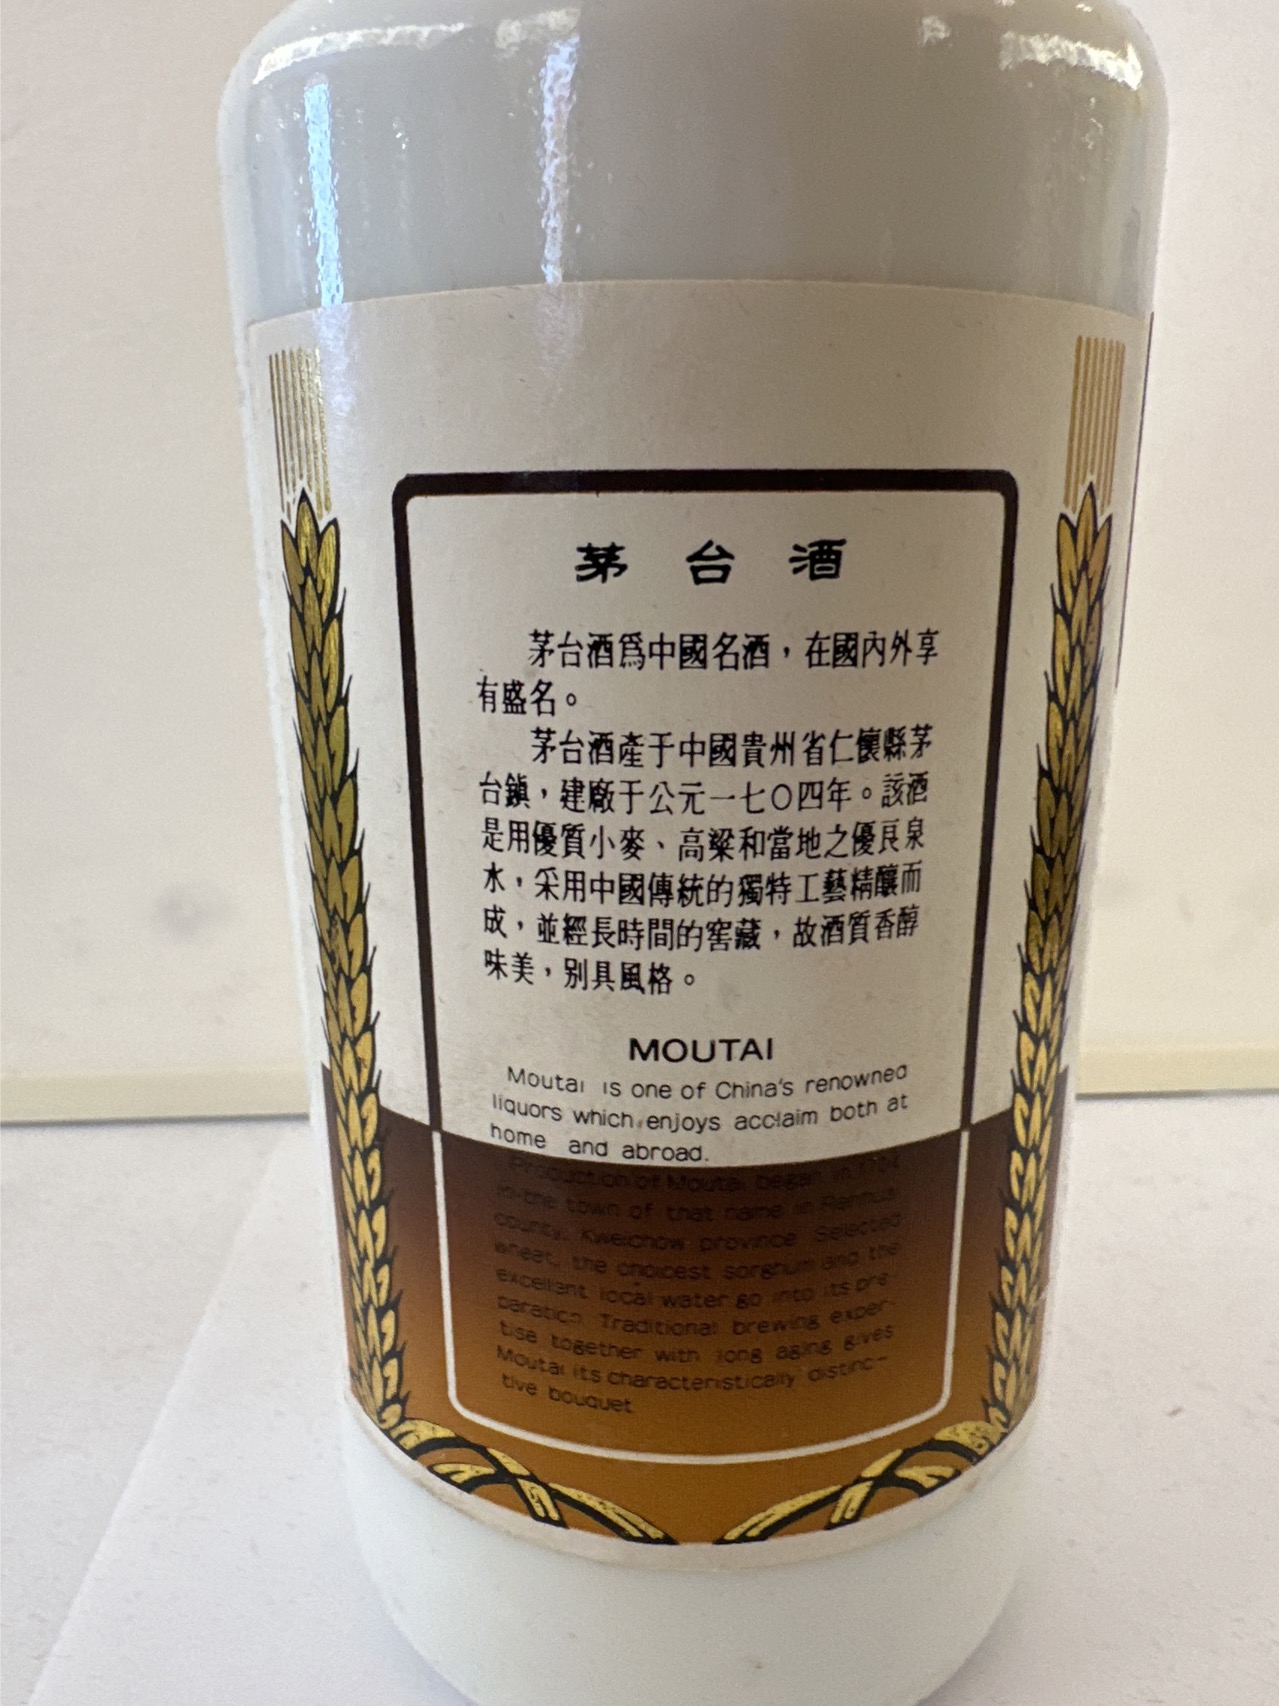 茅台酒
茅台酒爲中國名酒，在國內外享
有盛名。
茅台酒產于中國貴州省仁懷縣茅
台鎮，建廠于公元一七〇四年。該酒
是用優質小麥、高粱和當地之優良泉
水，采用中國傳統的獨特工藝精釀而
成，並經長時間的窖藏，故酒質香醇
味美，别具風格。
MOUTAI
Moutai is one of China's renowned
liquors which enjoys acclaim both at
home and abroad.
Production of Moutai began in 1704
in the town of that name in Renhuai
county, Kweichow province Selected
wheat, the choicest sorghum and the
excellent local water go into its pre-
paration Traditional brewing exper-
tise together with long aging gives
Moutai its characteristically distinc-
tive bouquet